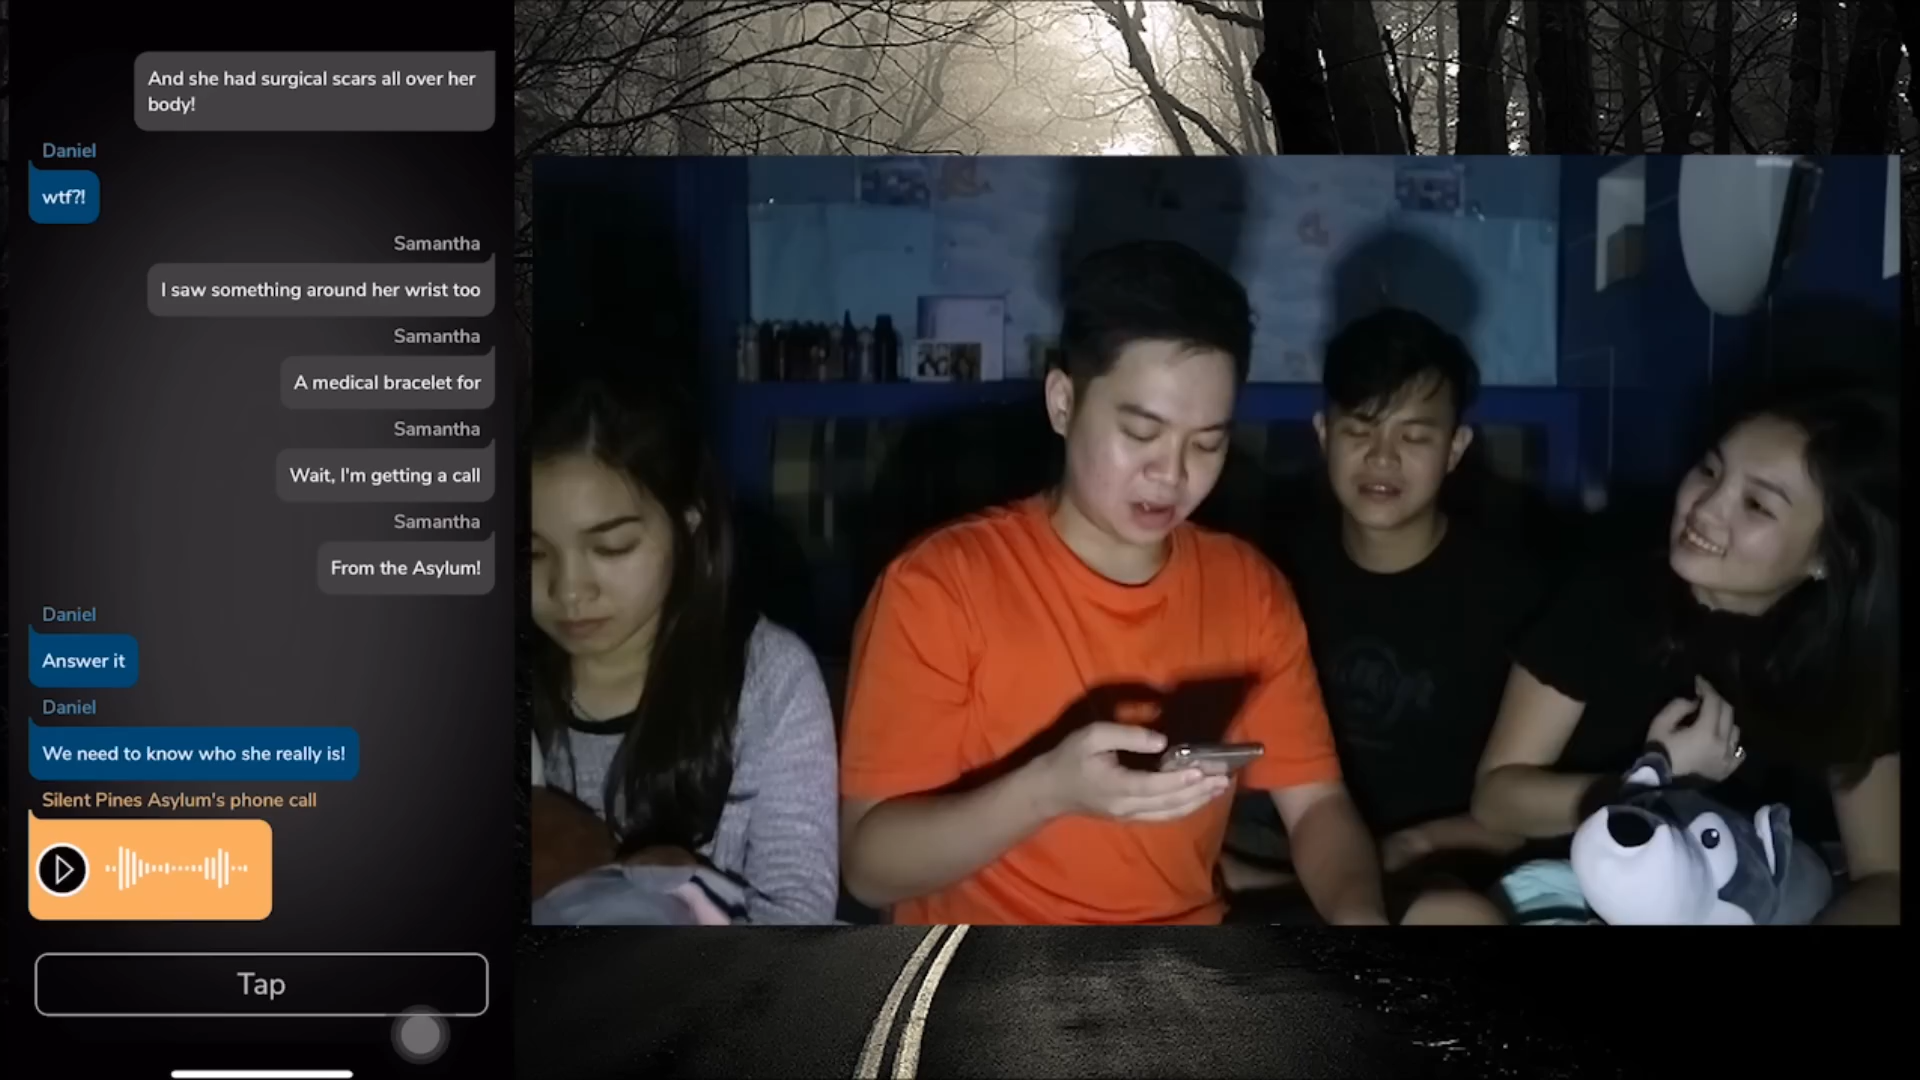 And she had surgical scars all over her
body!
Daniel
wtf?!
Samantha
I saw something around her wrist too
Samantha
A medical bracelet for
Samantha
Wait, I'm getting a call
Samantha
From the Asylum!
Daniel
Answer it
Daniel
We need to know who she really is!
Silent Pines Asylum's phone call
Tap